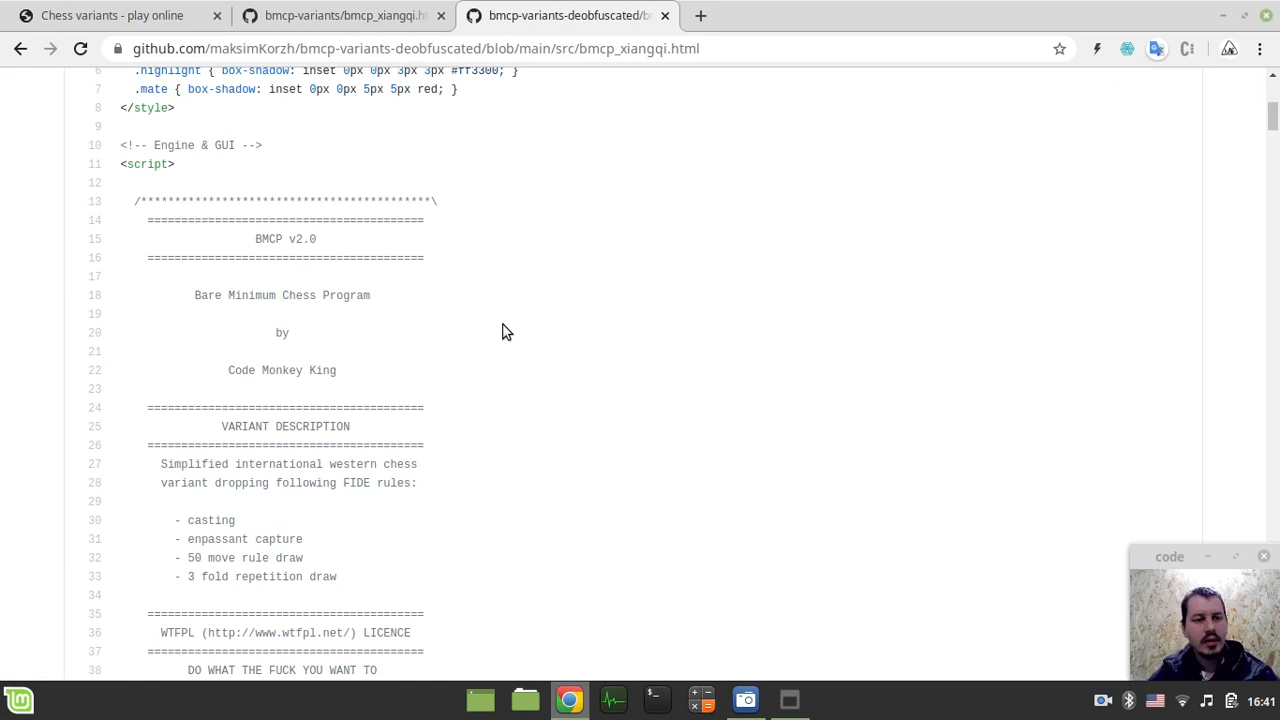 Chess variants - play online
bmcp-variants/bmcp_xiangqi.ht
bmcp-variants-deobfuscated/b
github.com/maksimKorzh/bmcp-variants-deobfuscated/blob/main/src/bmcp_xiangqi.html
6 .highlight { box-shadow: inset 0px 0px 3px 3px #ff3300; }
7 .mate { box-shadow: inset 0px 0px 5px 5px red; }
8 </style>
9
10 <!-- Engine & GUI -->
11 <script>
12
13 /*******************************************\
14 =========================================
15 BMCP v2.0
16 =========================================
17
18 Bare Minimum Chess Program
19
20 by
21
22 Code Monkey King
23
24 =========================================
25 VARIANT DESCRIPTION
26 =========================================
27 Simplified international western chess
28 variant dropping following FIDE rules:
29
30 - casting
31 - enpassant capture
32 - 50 move rule draw
33 - 3 fold repetition draw
34
35 =========================================
36 WTFPL (http://www.wtfpl.net/) LICENCE
37 =========================================
38 DO WHAT THE FUCK YOU WANT TO
code
16:41